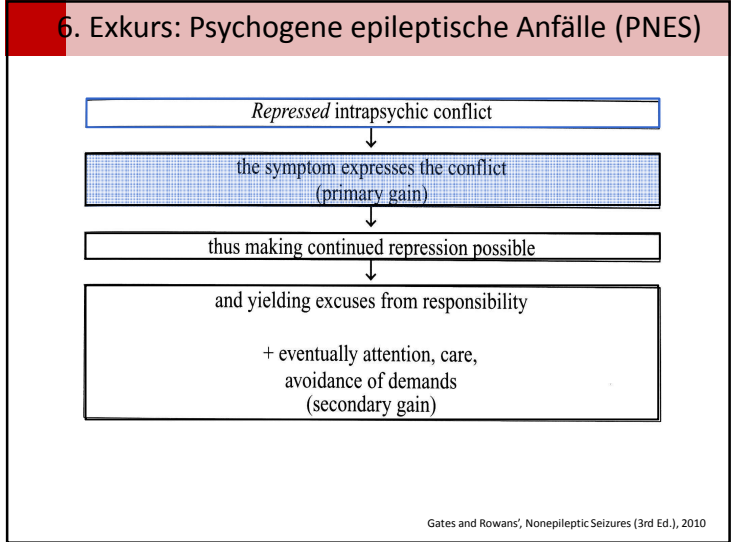 6. Exkurs: Psychogene epileptische Anfälle (PNES)
Repressed intrapsychic conflict
the symptom expresses the conflict
(primary gain)
thus making continued repression possible
and yielding excuses from responsibility
+ eventually attention, care,
avoidance of demands
(secondary gain)
Gates and Rowans’, Nonepileptic Seizures (3rd Ed.), 2010